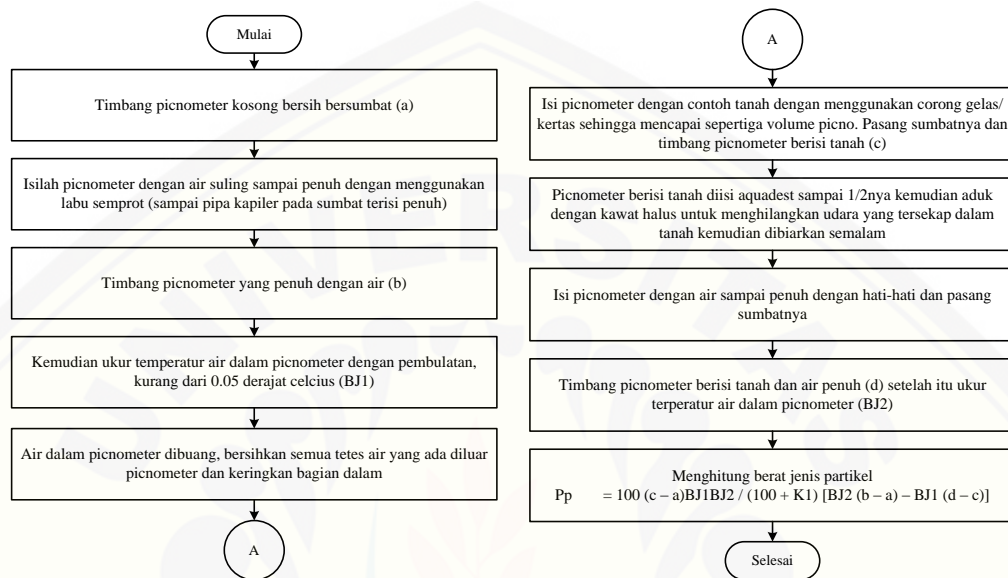 Mulai
Timbang picnometer kosong bersih bersumbat (a)
Isilah picnometer dengan air suling sampai penuh dengan menggunakan
labu semprot (sampai pipa kapiler pada sumbat terisi penuh)
Timbang picnometer yang penuh dengan air (b)
Kemudian ukur temperatur air dalam picnometer dengan pembulatan,
kurang dari 0.05 derajat celcius (BJ1)
Air dalam picnometer dibuang, bersihkan semua tetes air yang ada diluar
picnometer dan keringkan bagian dalam
A
A
Isi picnometer dengan contoh tanah dengan menggunakan corong gelas/
kertas sehingga mencapai sepertiga volume picno. Pasang sumbatnya dan
timbang picnometer berisi tanah (c)
Picnometer berisi tanah diisi aquadest sampai 1/2nya kemudian aduk
dengan kawat halus untuk menghilangkan udara yang tersekap dalam
tanah kemudian dibiarkan semalam
Isi picnometer dengan air sampai penuh dengan hati-hati dan pasang
sumbatnya
Timbang picnometer berisi tanah dan air penuh (d) setelah itu ukur
terperatur air dalam picnometer (BJ2)
Menghitung berat jenis partikel
Pp = 100 (c – a)BJ1BJ2 / (100 + K1) [BJ2 (b – a) – BJ1 (d – c)]
Selesai
UNIVERSITAS